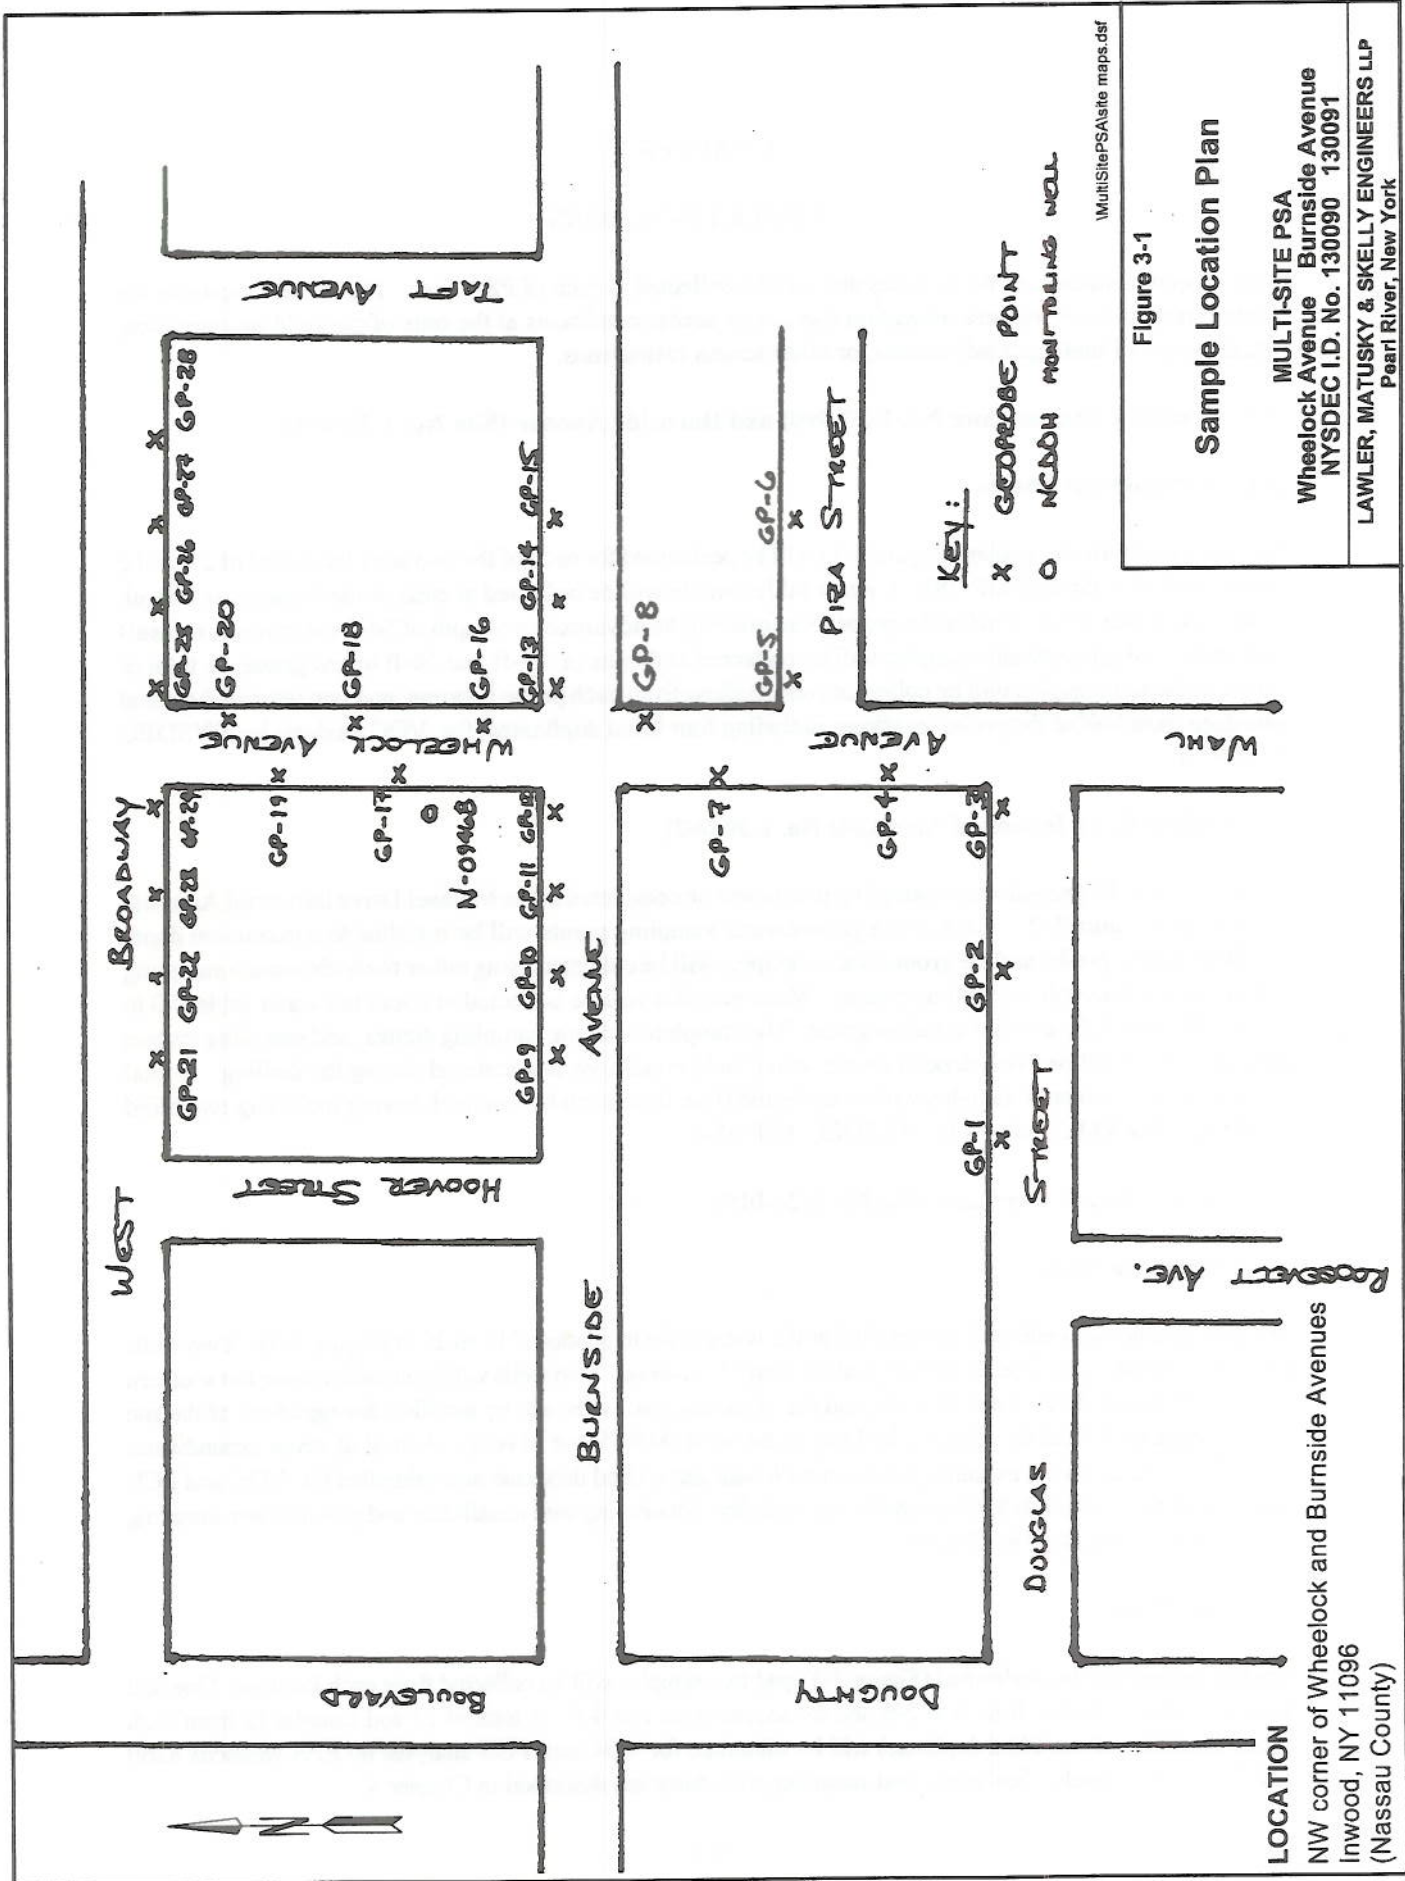 WEST BROADWAY
GP-21 GP-22 GP-23 GP-24
GP-25 GP-26 GP-27 GP-28
GP-19
GP-20
GP-17
GP-18
N-09468
GP-16
GP-9 GP-10 GP-11 GP-12
GP-13 GP-14 GP-15
HOOVER STREET
WHEELOCK AVENUE
TAFT AVENUE
BURNSIDE AVENUE
DOUGHTY BOULEVARD
GP-7
GP-8
GP-5 GP-6
GP-4
GP-1 GP-2 GP-3
PIRA STREET
WAHL AVENUE
DOUGLAS STREET
ROOSEVELT AVE.
N
KEY:
X GEOPROBE POINT
O NCDOH MONITORING WELL
\MultiSitePSA\site maps.dsf
LOCATION
NW corner of Wheelock and Burnside Avenues
Inwood, NY 11096
(Nassau County)
Figure 3-1
Sample Location Plan
MULTI-SITE PSA
Wheelock Avenue Burnside Avenue
NYSDEC I.D. No. 130090 130091
LAWLER, MATUSKY & SKELLY ENGINEERS LLP
Pearl River, New York